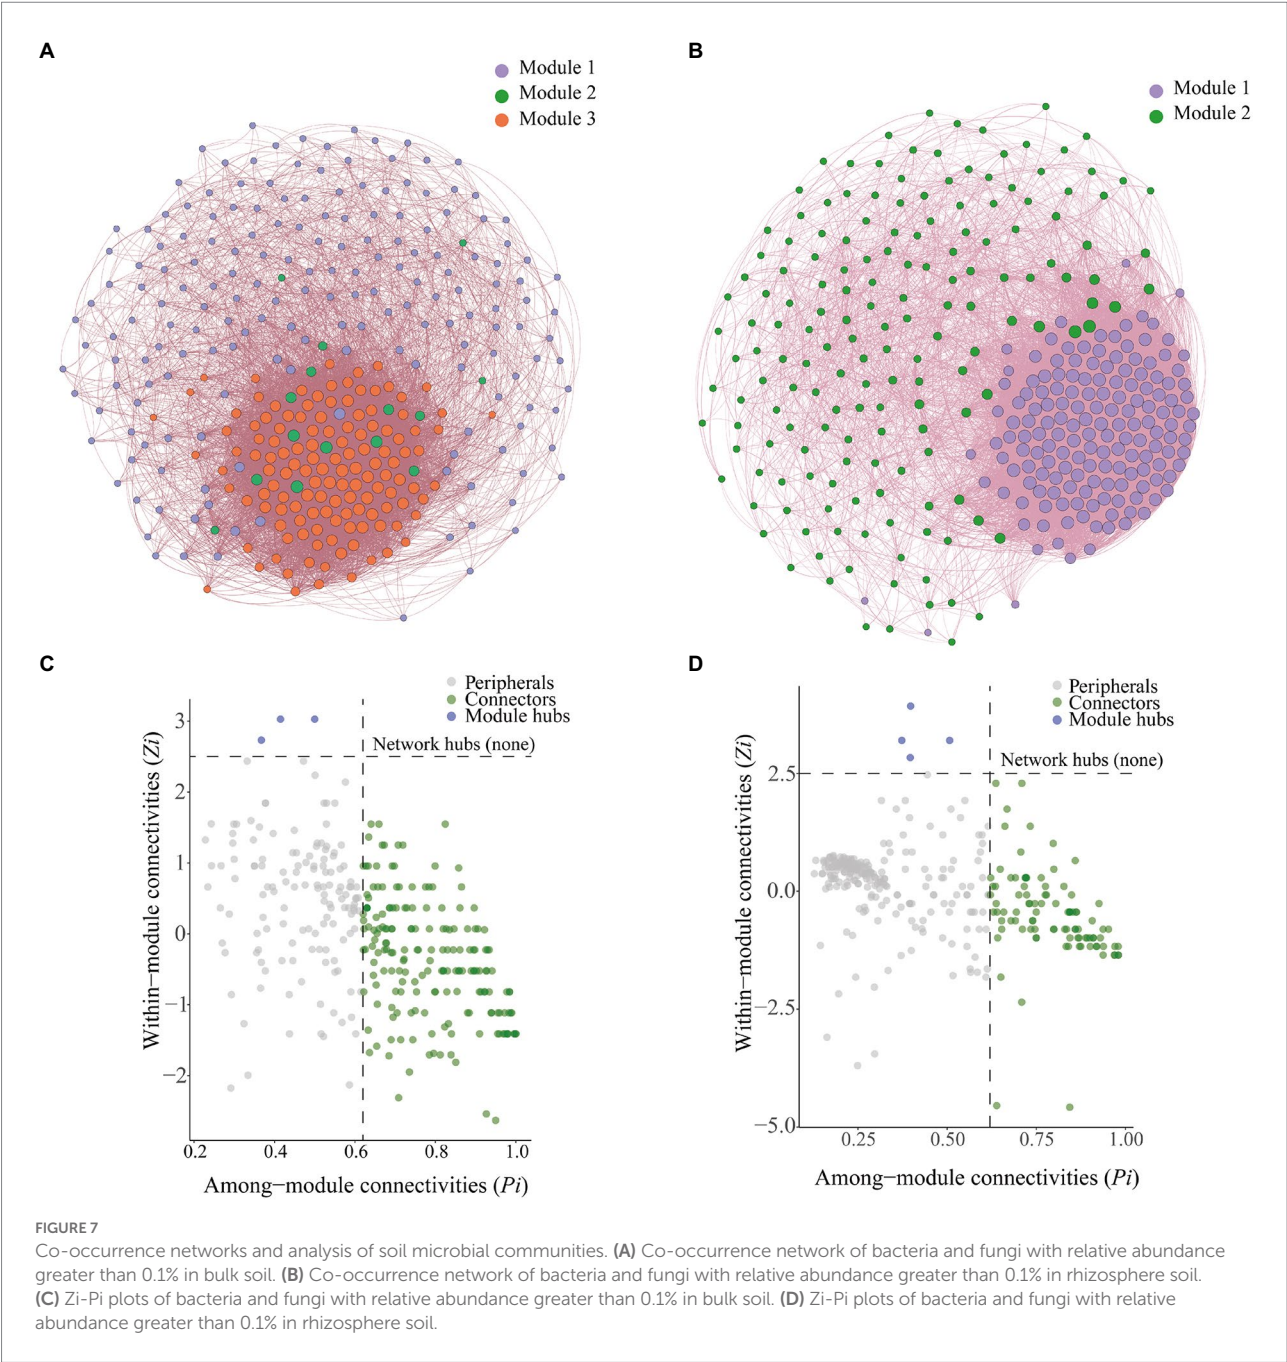 A
Module 1
Module 2
Module 3
B
Module 1
Module 2
C
Peripherals
Connectors
Module hubs
Network hubs (none)
Within−module connectivities (Zi)
3
2
1
0
−1
−2
0.2 0.4 0.6 0.8 1.0
Among−module connectivities (Pi)
D
Peripherals
Connectors
Module hubs
Network hubs (none)
Within−module connectivities (Zi)
2.5
0.0
−2.5
−5.0
0.25 0.50 0.75 1.00
Among−module connectivities (Pi)
FIGURE 7
Co-occurrence networks and analysis of soil microbial communities. (A) Co-occurrence network of bacteria and fungi with relative abundance
greater than 0.1% in bulk soil. (B) Co-occurrence network of bacteria and fungi with relative abundance greater than 0.1% in rhizosphere soil.
(C) Zi-Pi plots of bacteria and fungi with relative abundance greater than 0.1% in bulk soil. (D) Zi-Pi plots of bacteria and fungi with relative
abundance greater than 0.1% in rhizosphere soil.